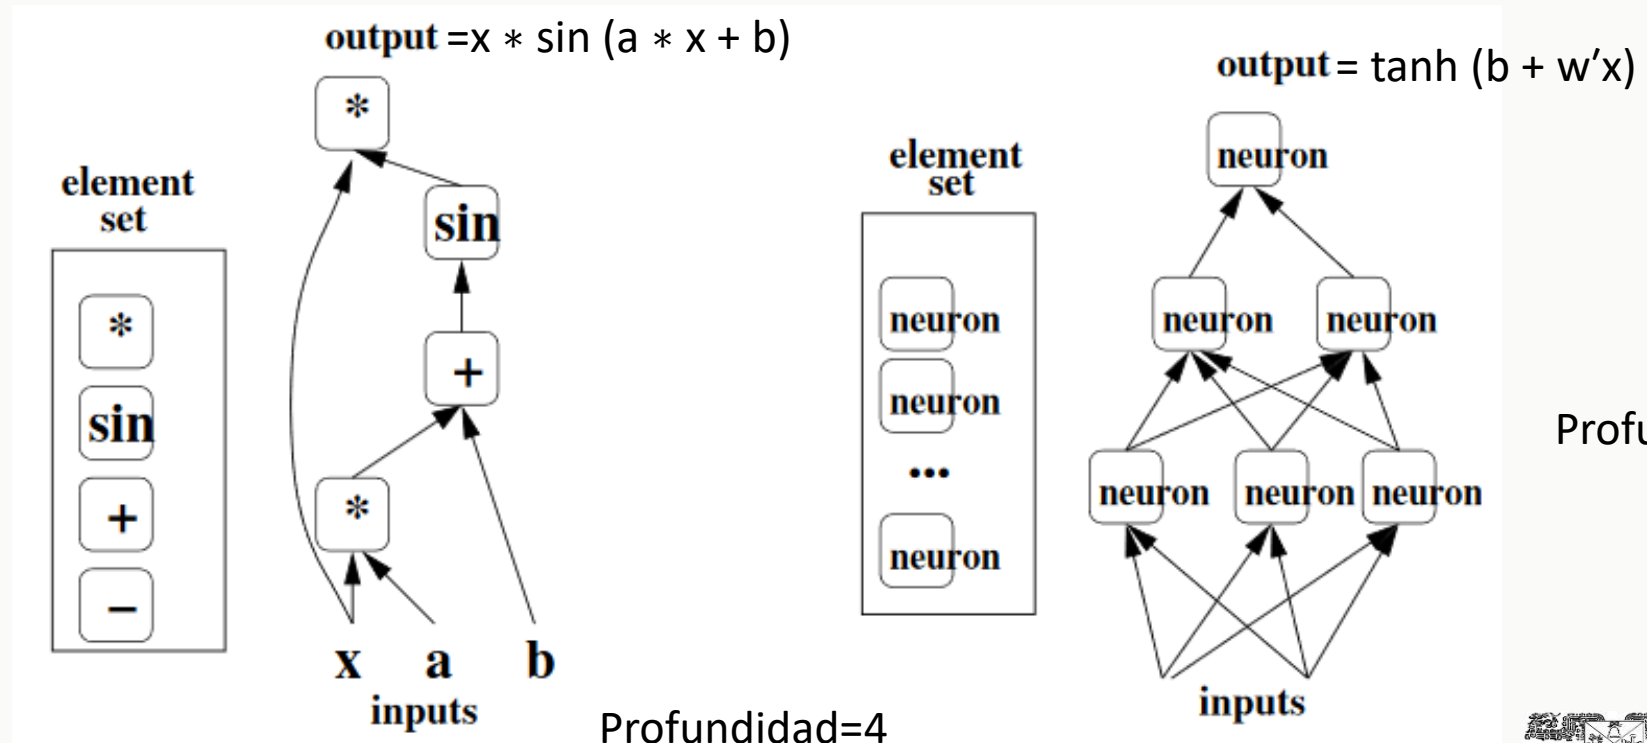 output =x ∗ sin (a ∗ x + b)
*
sin
+
*
x a b
inputs
element
set
*
sin
+
−
Profundidad=4
output = tanh (b + w′x)
neuron
neuron neuron
neuron neuron neuron
inputs
element
set
neuron
neuron
...
neuron
Profu